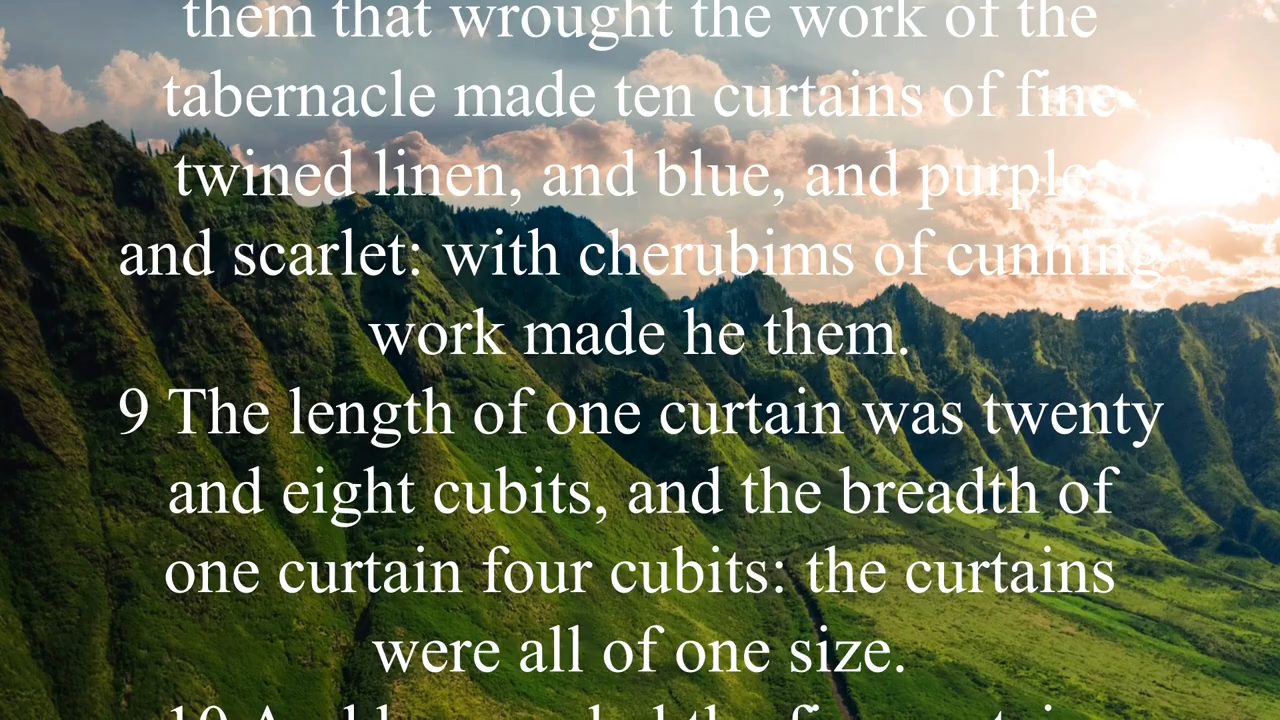 them that wrought the work of the
tabernacle made ten curtains of fine
twined linen, and blue, and purple,
and scarlet: with cherubims of cunning
work made he them.
9 The length of one curtain was twenty
and eight cubits, and the breadth of
one curtain four cubits: the curtains
were all of one size.
10 And he coupled the five curtains